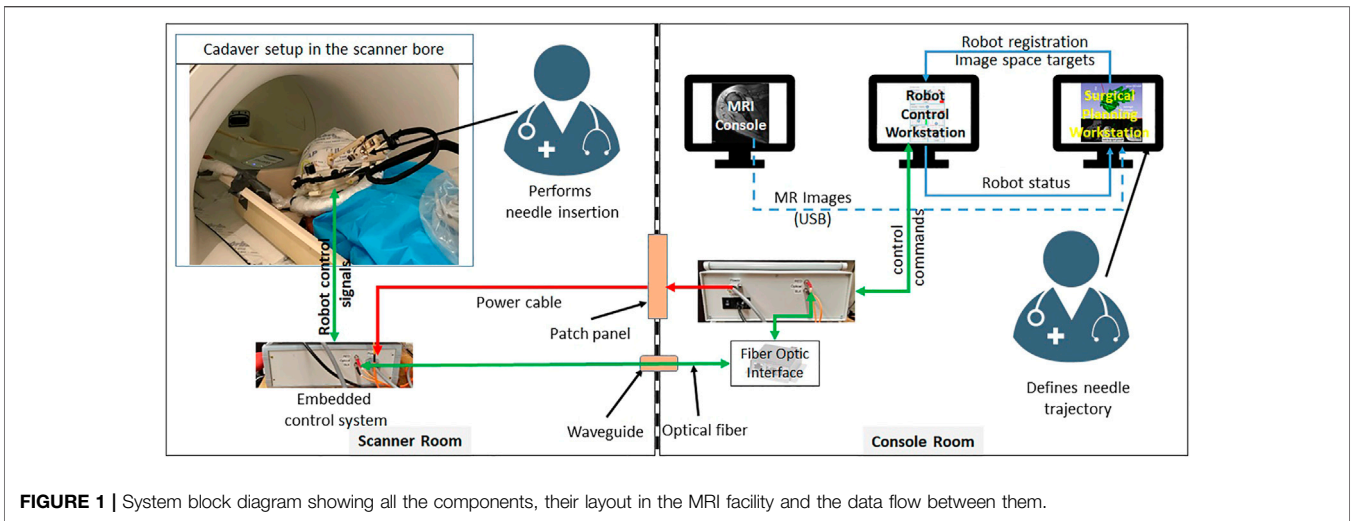 Cadaver setup in the scanner bore
Performs
needle insertion
Robot control
signals
Power cable
Patch panel
Embedded
control system
Waveguide
Optical fiber
Scanner Room
Robot registration
Image space targets
MRI
Console
Robot
Control
Workstation
Surgical
Planning
Workstation
Robot status
MR Images
(USB)
control
commands
Fiber Optic
Interface
Defines needle
trajectory
Console Room
FIGURE 1 | System block diagram showing all the components, their layout in the MRI facility and the data flow between them.